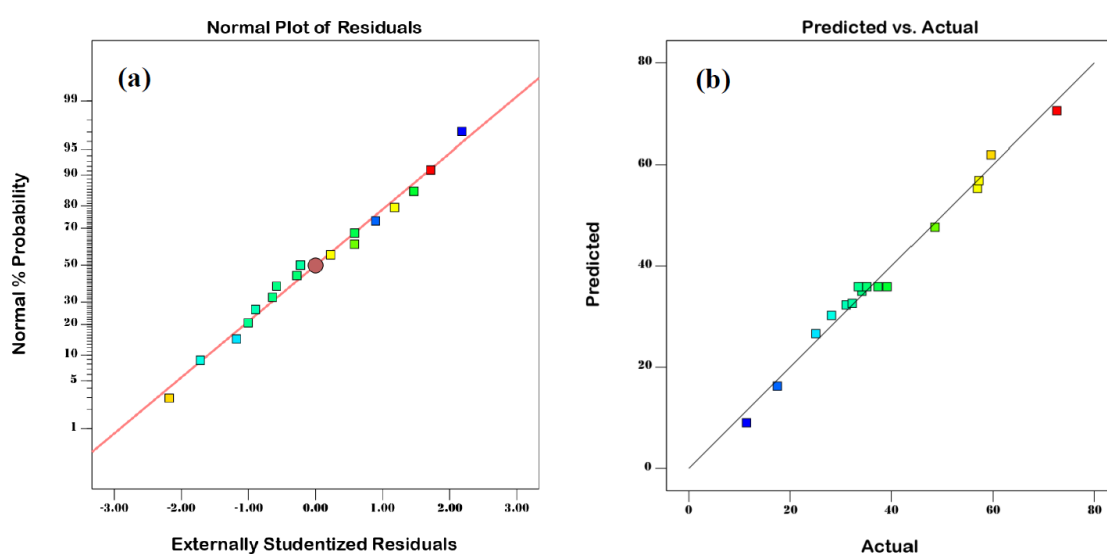 Normal Plot of Residuals
(a)
Normal % Probability
99
95
90
80
70
50
30
20
10
5
1
-3.00 -2.00 -1.00 0.00 1.00 2.00 3.00
Externally Studentized Residuals
Predicted vs. Actual
(b)
Predicted
80
60
40
20
0
0 20 40 60 80
Actual